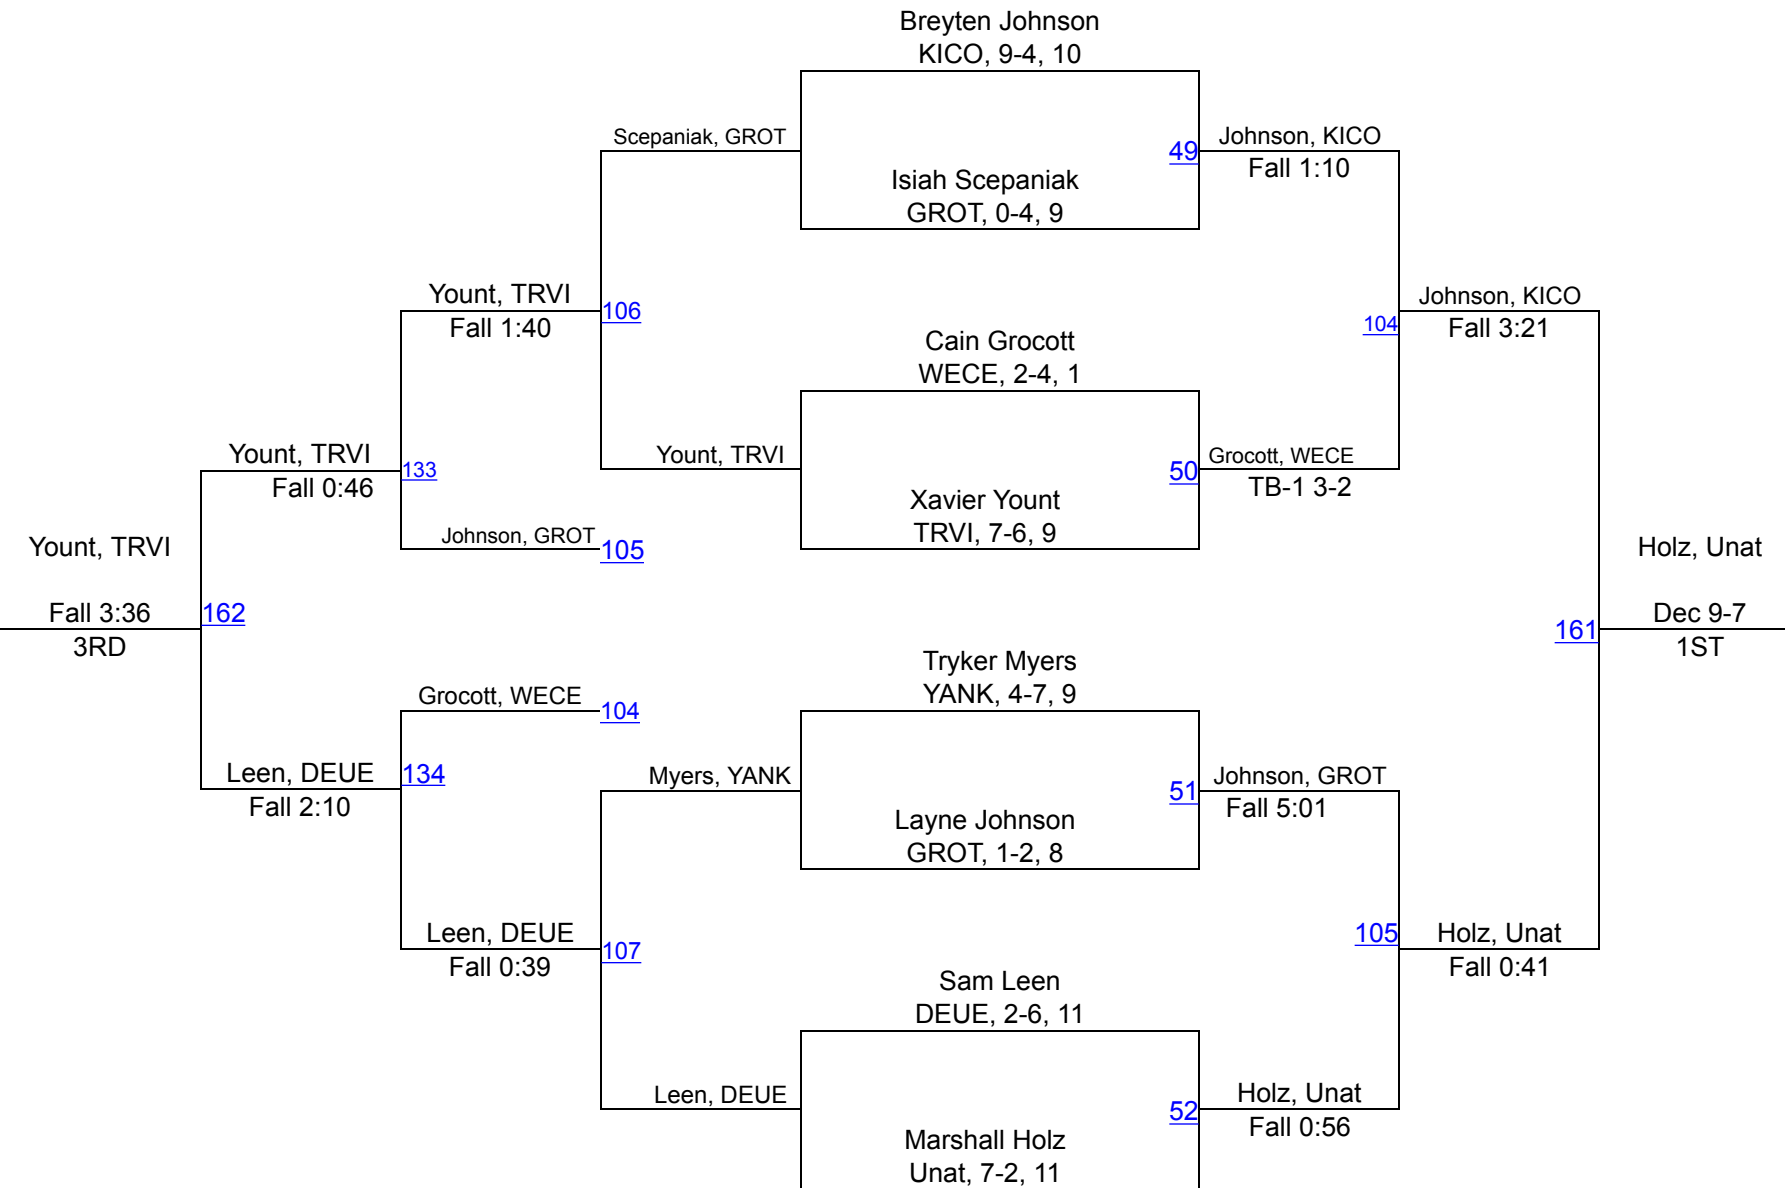 Breyten Johnson
KICO, 9-4, 10
Scepaniak, GROT
49
Johnson, KICO
Fall 1:10
Isiah Scepaniak
GROT, 0-4, 9
Yount, TRVI
Fall 1:40
106
Johnson, KICO
Fall 3:21
104
Cain Grocott
WECE, 2-4, 1
Yount, TRVI
Fall 0:46
133
Yount, TRVI
50
Grocott, WECE
TB-1 3-2
Xavier Yount
TRVI, 7-6, 9
Johnson, GROT
105
Yount, TRVI
Fall 3:36
3RD
162
Holz, Unat
Dec 9-7
1ST
161
Tryker Myers
YANK, 4-7, 9
Grocott, WECE
104
Leen, DEUE
Fall 2:10
134
Myers, YANK
51
Johnson, GROT
Fall 5:01
Layne Johnson
GROT, 1-2, 8
Leen, DEUE
Fall 0:39
107
105
Holz, Unat
Fall 0:41
Sam Leen
DEUE, 2-6, 11
Leen, DEUE
52
Holz, Unat
Fall 0:56
Marshall Holz
Unat, 7-2, 11